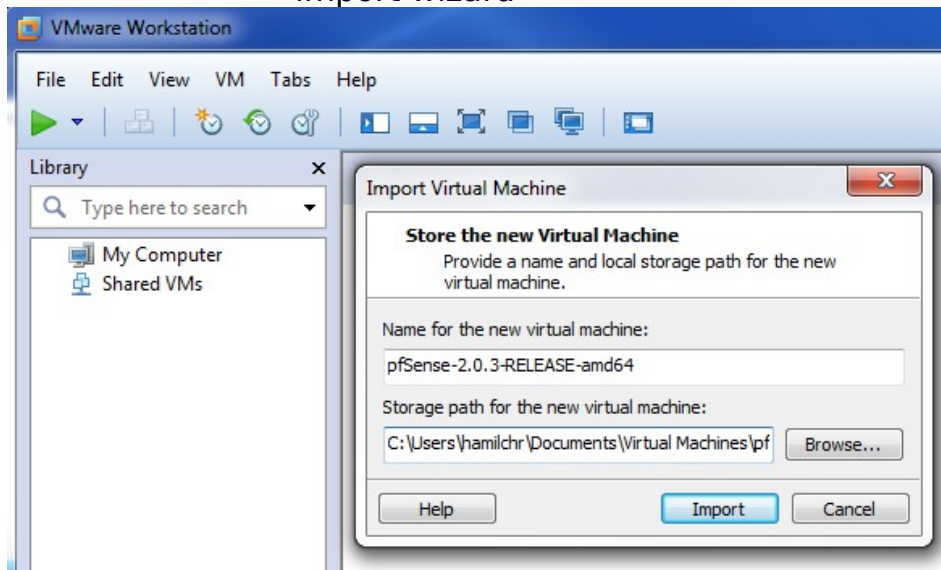 Import wizard
VMware Workstation
File Edit View VM Tabs Help
Library x
Type here to search
My Computer
Shared VMs
Import Virtual Machine
Store the new Virtual Machine
Provide a name and local storage path for the new
virtual machine.
Name for the new virtual machine:
pfSense-2.0.3-RELEASE-amd64
Storage path for the new virtual machine:
C:\Users\hamilchr\Documents\Virtual Machines\pf Browse...
Help Import Cancel